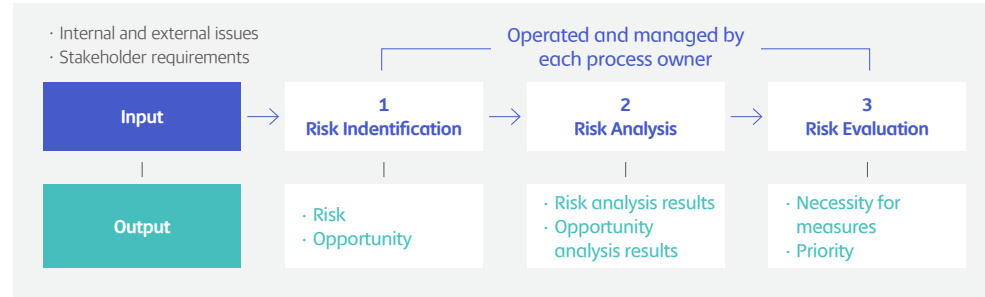 · Internal and external issues
· Stakeholder requirements
Operated and managed by
each process owner
Input
1
Risk Indentification
2
Risk Analysis
3
Risk Evaluation
Output
· Risk
· Opportunity
· Risk analysis results
· Opportunity
analysis results
· Necessity for
measures
· Priority